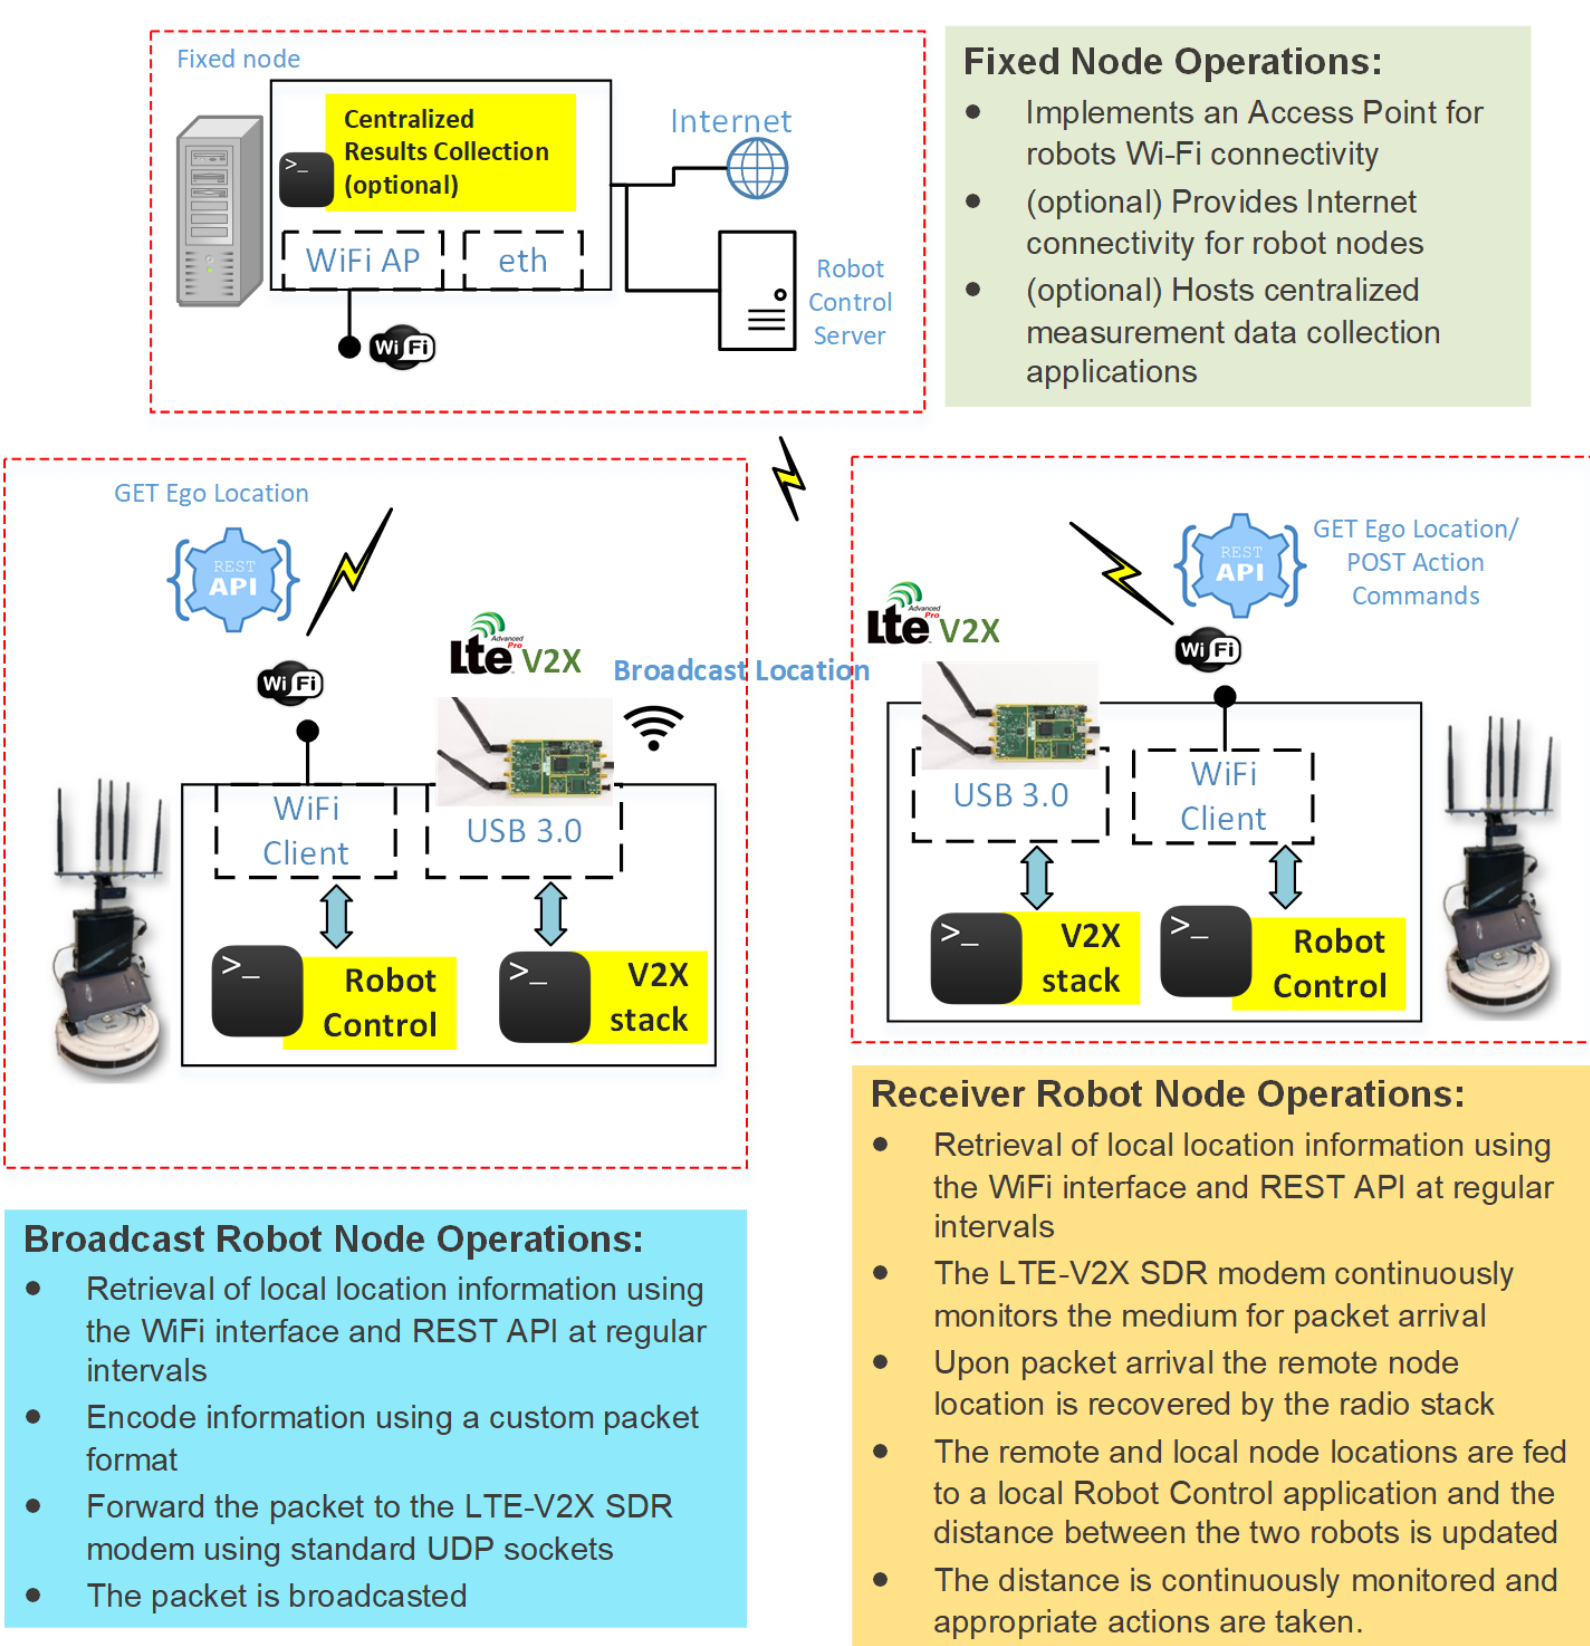 Fixed node
Centralized
Results Collection
(optional)
>_
WiFi AP
eth
WiFi
Internet
Robot
Control
Server
Fixed Node Operations:
● Implements an Access Point for
robots Wi-Fi connectivity
● (optional) Provides Internet
connectivity for robot nodes
● (optional) Hosts centralized
measurement data collection
applications
GET Ego Location
{REST
API}
WiFi
Lte Advanced
Pro
V2X
Broadcast Location
WiFi
Client
USB 3.0
>_
Robot
Control
>_
V2X
stack
GET Ego Location/
POST Action
Commands
{REST
API}
WiFi
Lte Advanced
Pro
V2X
USB 3.0
WiFi
Client
>_
V2X
stack
>_
Robot
Control
Broadcast Robot Node Operations:
● Retrieval of local location information using
the WiFi interface and REST API at regular
intervals
● Encode information using a custom packet
format
● Forward the packet to the LTE-V2X SDR
modem using standard UDP sockets
● The packet is broadcasted
Receiver Robot Node Operations:
● Retrieval of local location information using
the WiFi interface and REST API at regular
intervals
● The LTE-V2X SDR modem continuously
monitors the medium for packet arrival
● Upon packet arrival the remote node
location is recovered by the radio stack
● The remote and local node locations are fed
to a local Robot Control application and the
distance between the two robots is updated
● The distance is continuously monitored and
appropriate actions are taken.